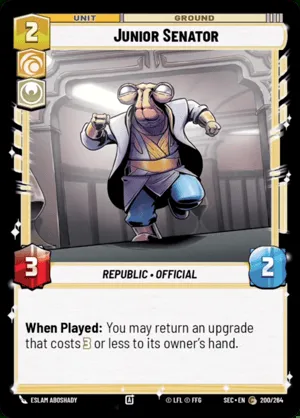 UNIT
GROUND
2
JUNIOR SENATOR
3
REPUBLIC • OFFICIAL
2
When Played: You may return an upgrade
that costs 3 or less to its owner's hand.
ESLAM ABOSHADY
© LFL © FFG
SEC • EN C 200/264